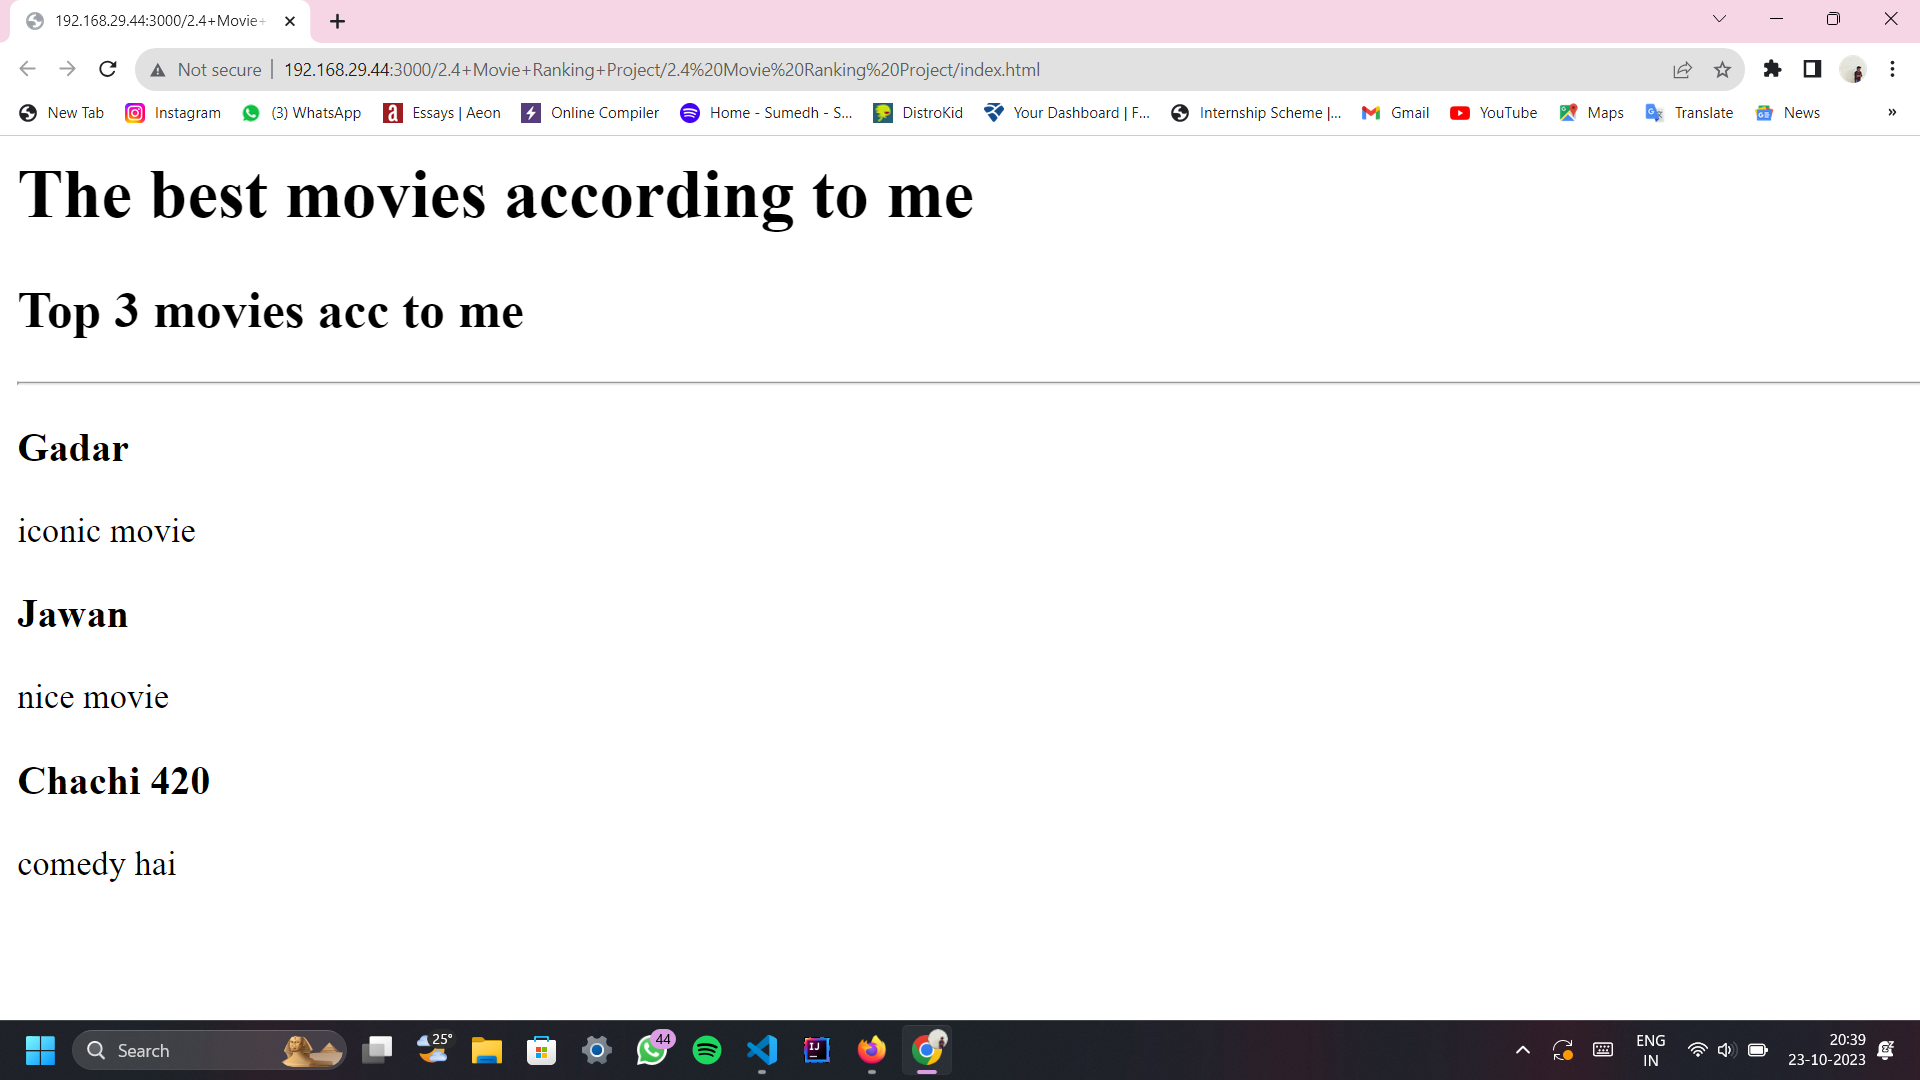 192.168.29.44:3000/2.4+Movie+
Not secure
192.168.29.44:3000/2.4+Movie+Ranking+Project/2.4%20Movie%20Ranking%20Project/index.html
New Tab
Instagram
(3) WhatsApp
Essays | Aeon
Online Compiler
Home - Sumedh - S...
DistroKid
Your Dashboard | F...
Internship Scheme |...
Gmail
YouTube
Maps
Translate
News
»
The best movies according to me
Top 3 movies acc to me
Gadar
iconic movie
Jawan
nice movie
Chachi 420
comedy hai
Search
25°
44
ENG
IN
20:39
23-10-2023